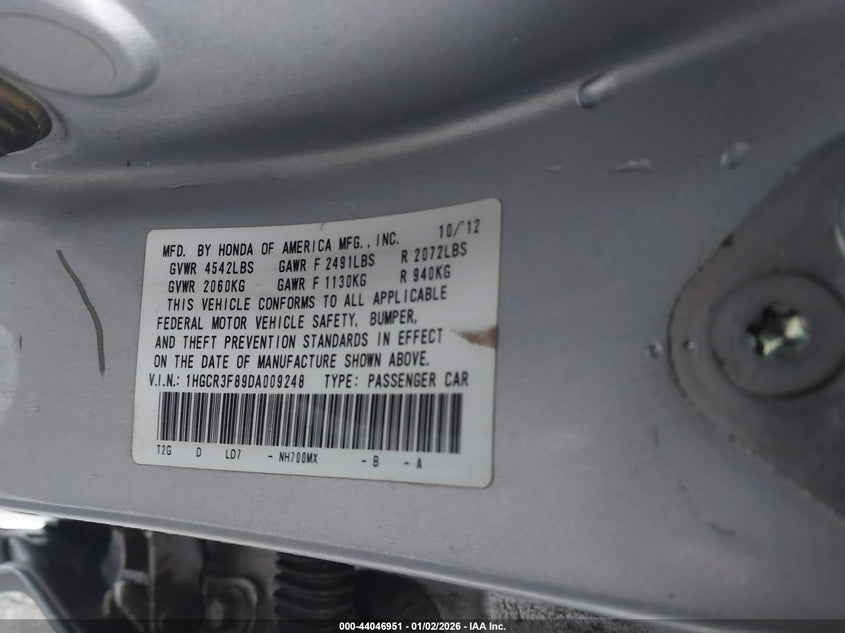 MFD. BY HONDA OF AMERICA MFG., INC. 10/'12
GVWR 4542LBS GAWR F 2491LBS R 2072LBS
GVWR 2060KG GAWR F 1130KG R 940KG
THIS VEHICLE CONFORMS TO ALL APPLICABLE
FEDERAL MOTOR VEHICLE SAFETY, BUMPER,
AND THEFT PREVENTION STANDARDS IN EFFECT
ON THE DATE OF MANUFACTURE SHOWN ABOVE.
V.I.N.: 1HGCR3F89DA009248 TYPE: PASSENGER CAR
T2G D LD7 - NH700MX - B - A
000-44046951 - 01/02/2026 - IAA Inc.